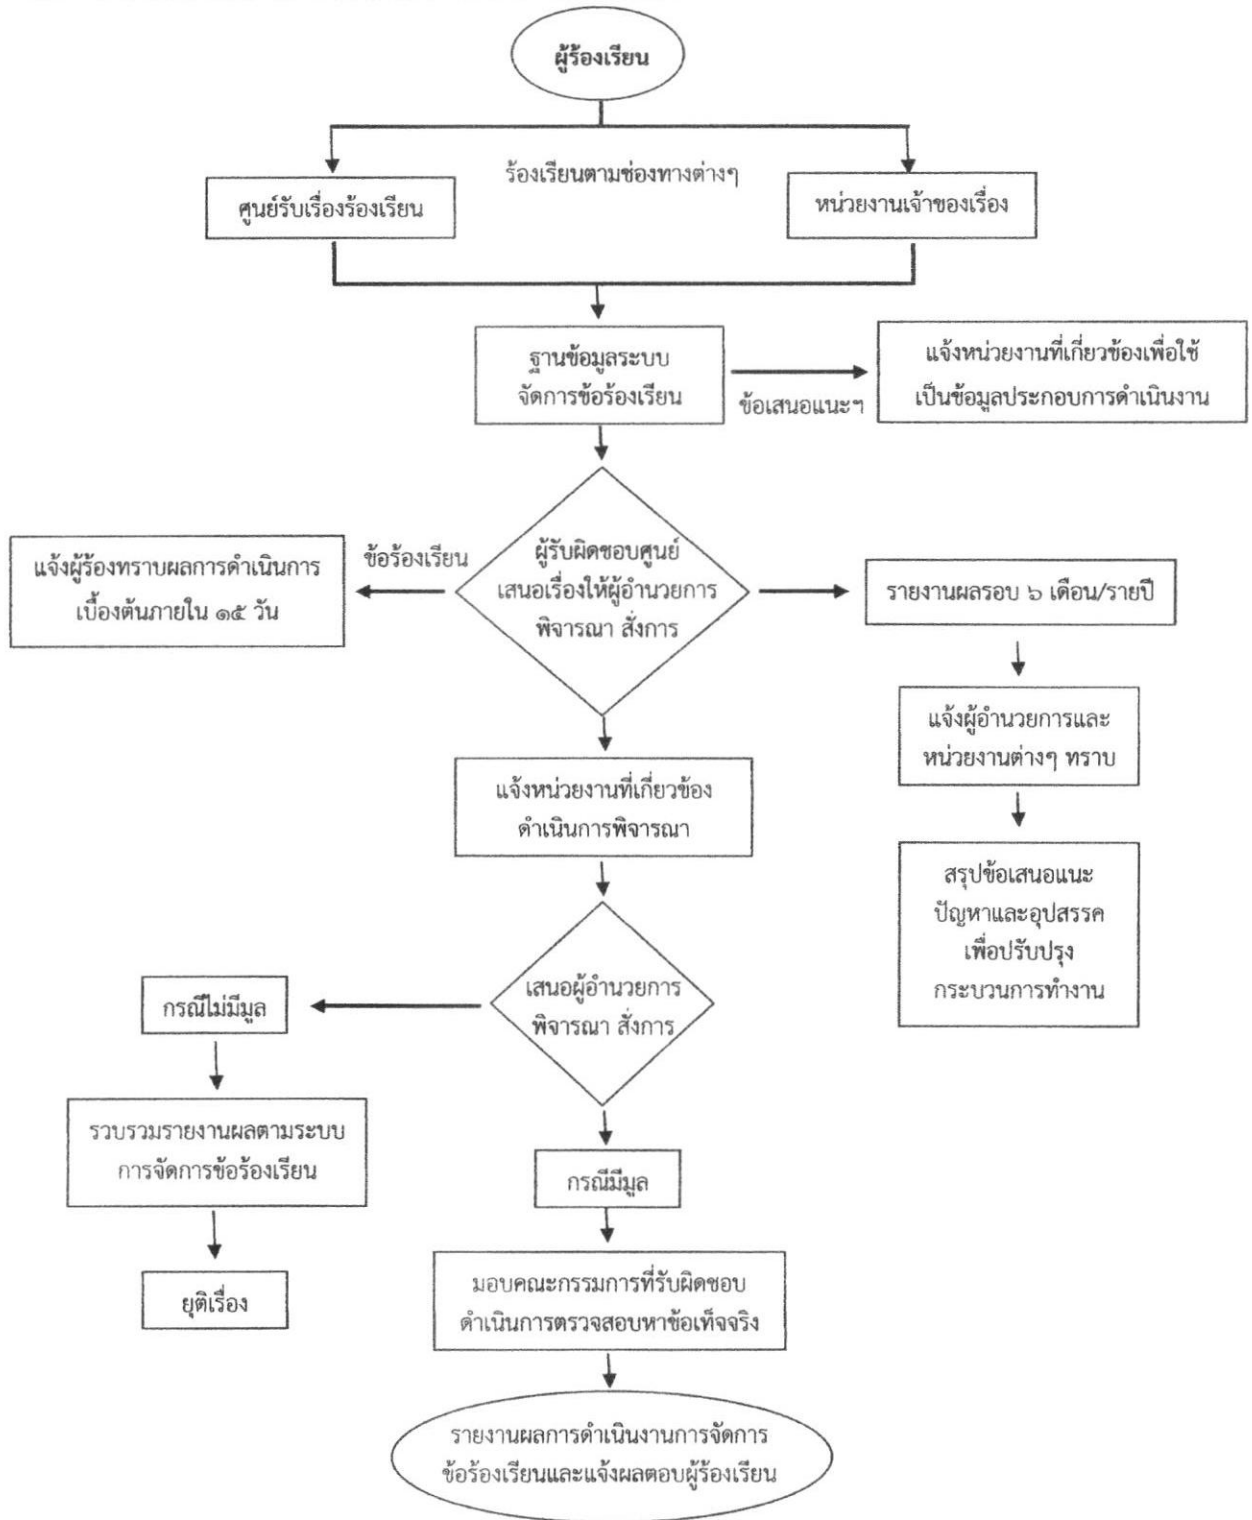 ผู้ร้องเรียน
ร้องเรียนตามช่องทางต่างๆ
ศูนย์รับเรื่องร้องเรียน
หน่วยงานเจ้าของเรื่อง
ฐานข้อมูลระบบ
จัดการข้อร้องเรียน
ข้อเสนอแนะฯ
แจ้งหน่วยงานที่เกี่ยวข้องเพื่อใช้
เป็นข้อมูลประกอบการดำเนินงาน
ผู้รับผิดชอบศูนย์
เสนอเรื่องให้ผู้อำนวยการ
พิจารณา สั่งการ
ข้อร้องเรียน
แจ้งผู้ร้องทราบผลการดำเนินการ
เบื้องต้นภายใน ๑๕ วัน
รายงานผลรอบ ๖ เดือน/รายปี
แจ้งผู้อำนวยการและ
หน่วยงานต่างๆ ทราบ
สรุปข้อเสนอแนะ
ปัญหาและอุปสรรค
เพื่อปรับปรุง
กระบวนการทำงาน
แจ้งหน่วยงานที่เกี่ยวข้อง
ดำเนินการพิจารณา
เสนอผู้อำนวยการ
พิจารณา สั่งการ
กรณีไม่มีมูล
รวบรวมรายงานผลตามระบบ
การจัดการข้อร้องเรียน
ยุติเรื่อง
กรณีมีมูล
มอบคณะกรรมการที่รับผิดชอบ
ดำเนินการตรวจสอบหาข้อเท็จจริง
รายงานผลการดำเนินงานการจัดการ
ข้อร้องเรียนและแจ้งผลตอบผู้ร้องเรียน